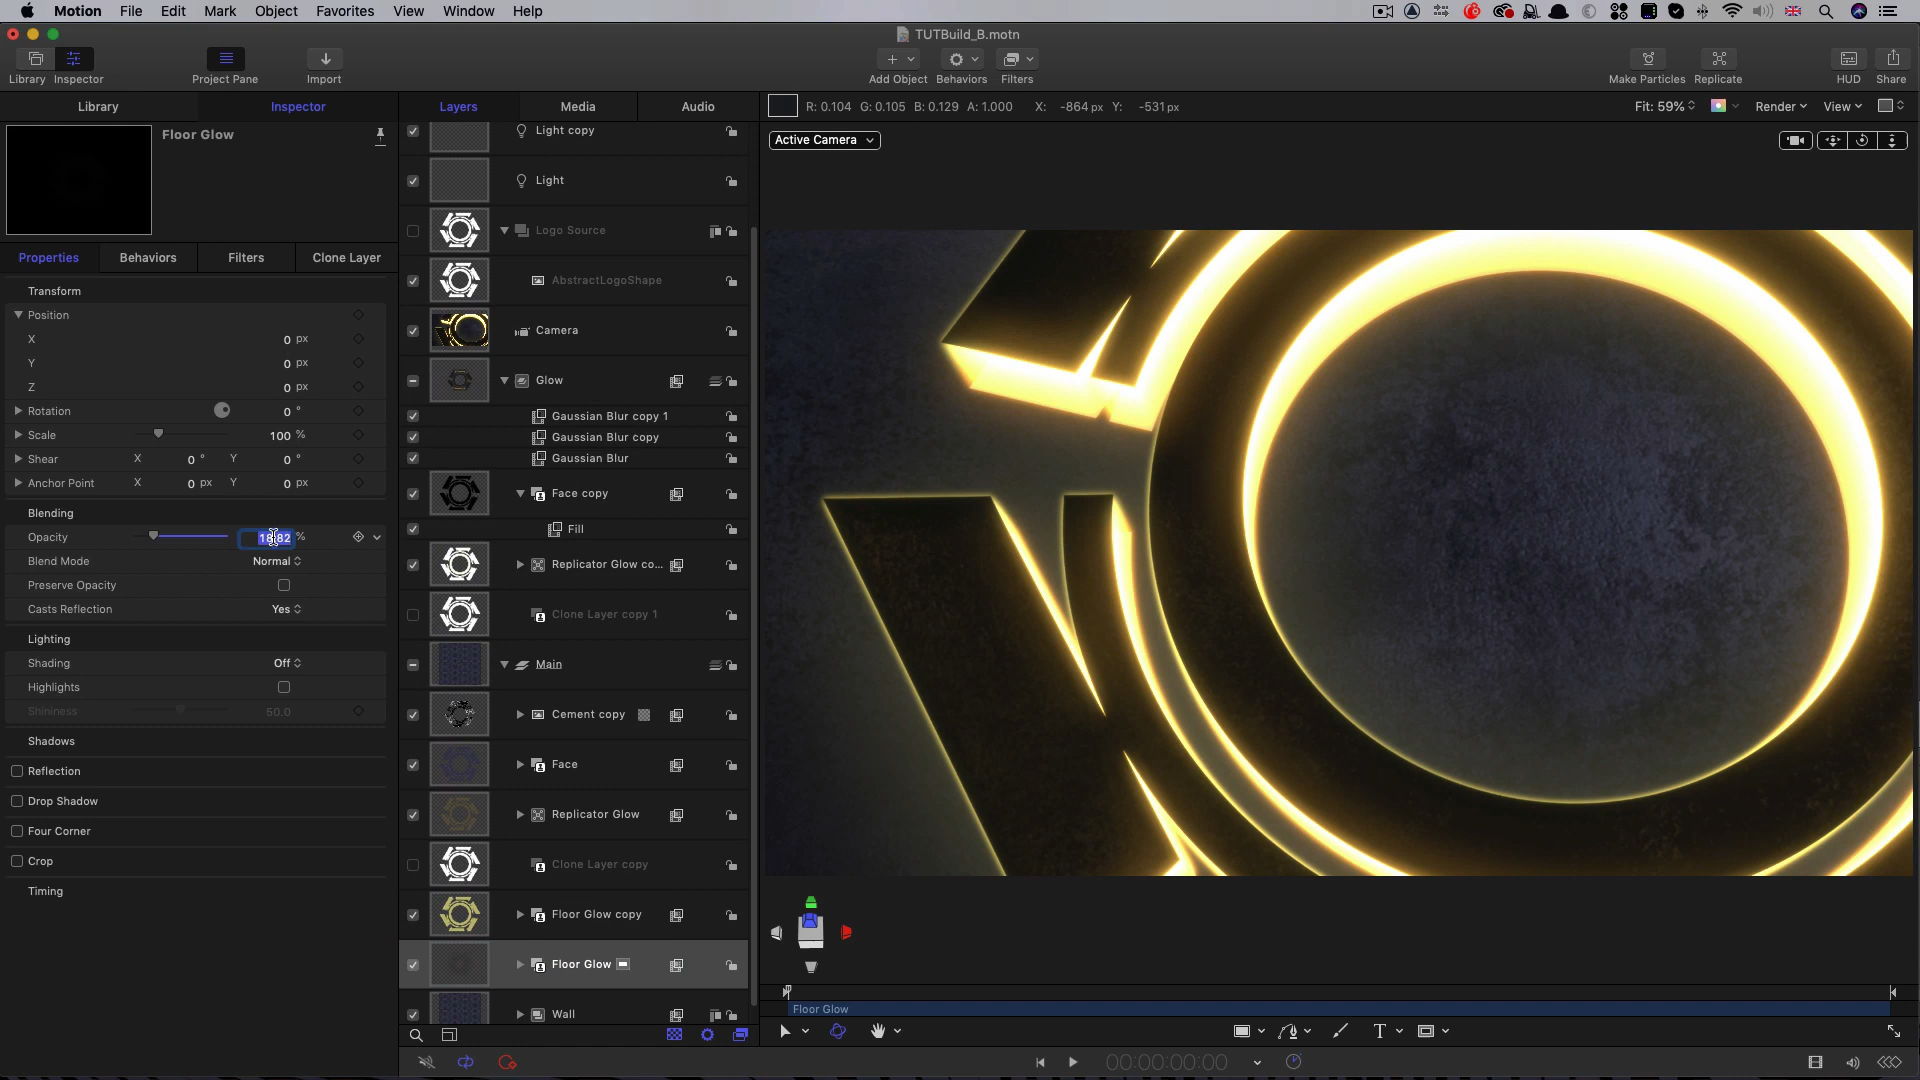 Motion File Edit Mark Object Favorites View Window Help
TUTBuild_B.motn
Library Inspector Project Pane Import Add Object Behaviors Filters Make Particles Replicate HUD Share
Library Inspector Layers Media Audio R: 0.104 G: 0.105 B: 0.129 A: 1.000 X: -864 px Y: -531 px Fit: 59% Render View
Floor Glow
Active Camera
Properties Behaviors Filters Clone Layer
Transform
Position
X 0 px
Y 0 px
Z 0 px
Rotation 0 °
Scale 100 %
Shear X 0 ° Y 0 °
Anchor Point X 0 px Y 0 px
Blending
Opacity %
Blend Mode Normal
Preserve Opacity
Casts Reflection Yes
Lighting
Shading Off
Highlights
Shininess 50.0
Shadows
Reflection
Drop Shadow
Four Corner
Crop
Timing
Light copy
Light
Logo Source
AbstractLogoShape
Camera
Glow
Gaussian Blur copy 1
Gaussian Blur copy
Gaussian Blur
Face copy
Fill
Replicator Glow co...
Clone Layer copy 1
Main
Cement copy
Face
Replicator Glow
Clone Layer copy
Floor Glow copy
Floor Glow
Wall
Floor Glow
T
00:00:00:00